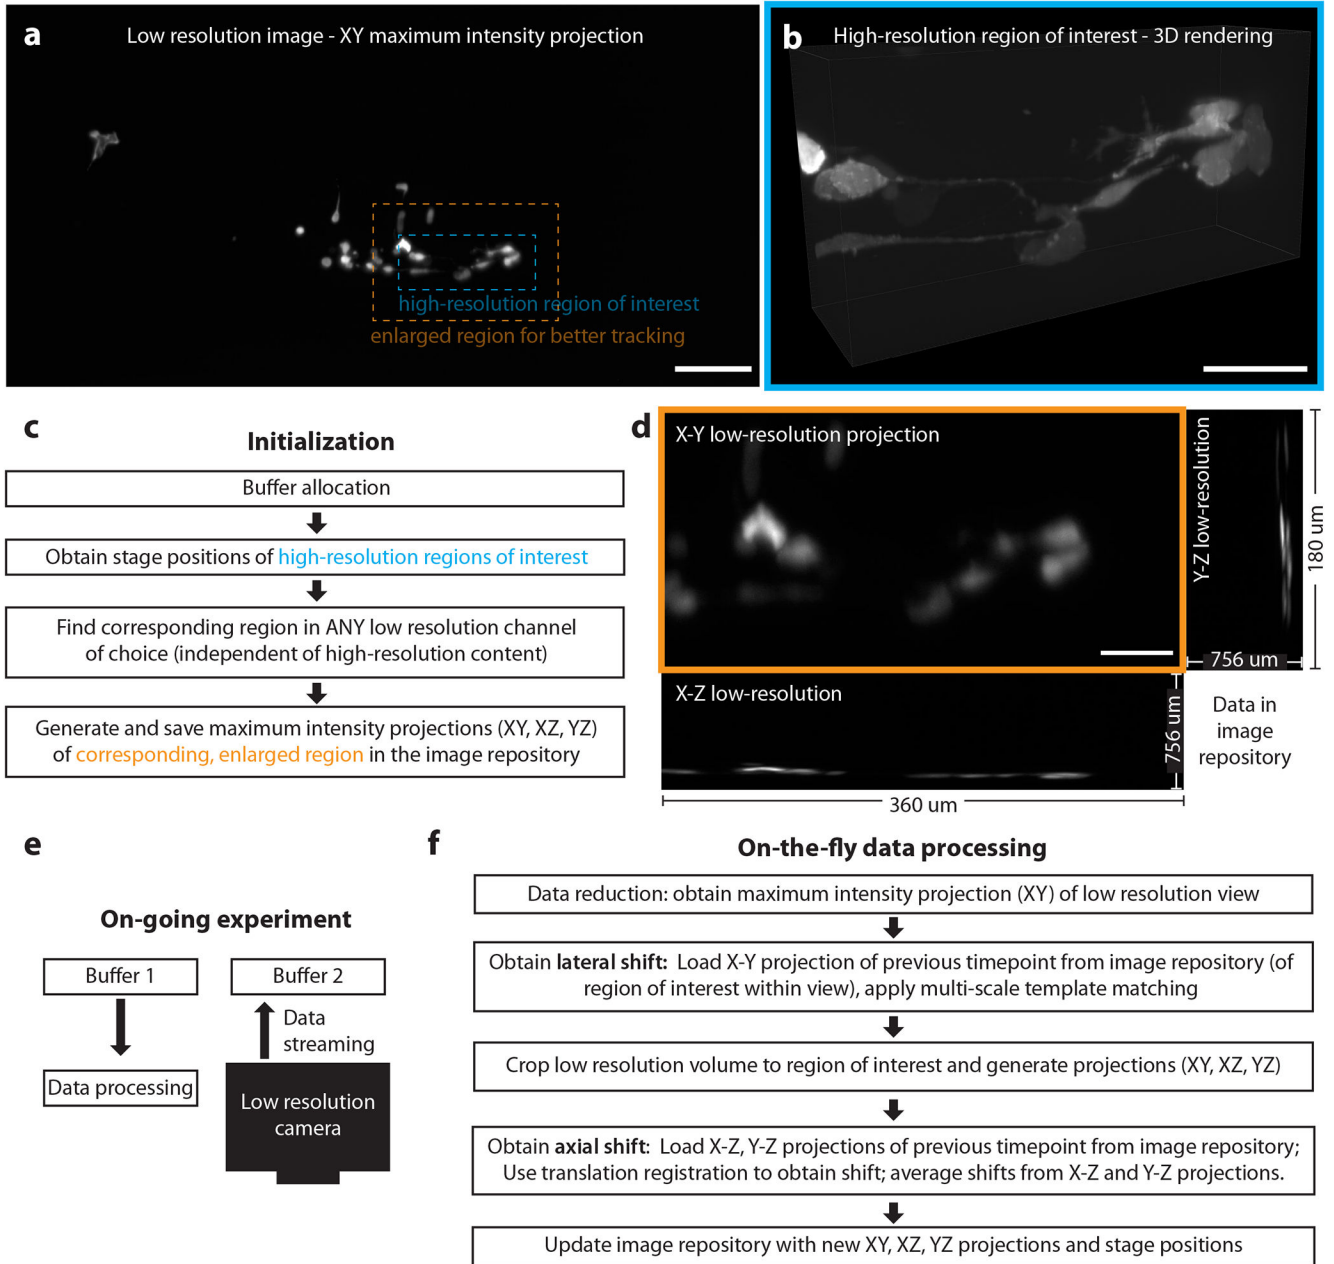 a
Low resolution image - XY maximum intensity projection
high-resolution region of interest
enlarged region for better tracking
b
High-resolution region of interest - 3D rendering
c
Initialization
Buffer allocation
Obtain stage positions of high-resolution regions of interest
Find corresponding region in ANY low resolution channel
of choice (independent of high-resolution content)
Generate and save maximum intensity projections (XY, XZ, YZ)
of corresponding, enlarged region in the image repository
d
X-Y low-resolution projection
Y-Z low-resolution
180 um
756 um
X-Z low-resolution
756 um
360 um
Data in
image
repository
e
On-going experiment
Buffer 1
Buffer 2
Data
streaming
Data processing
Low resolution
camera
f
On-the-fly data processing
Data reduction: obtain maximum intensity projection (XY) of low resolution view
Obtain lateral shift: Load X-Y projection of previous timepoint from image repository (of
region of interest within view), apply multi-scale template matching
Crop low resolution volume to region of interest and generate projections (XY, XZ, YZ)
Obtain axial shift: Load X-Z, Y-Z projections of previous timepoint from image repository;
Use translation registration to obtain shift; average shifts from X-Z and Y-Z projections.
Update image repository with new XY, XZ, YZ projections and stage positions